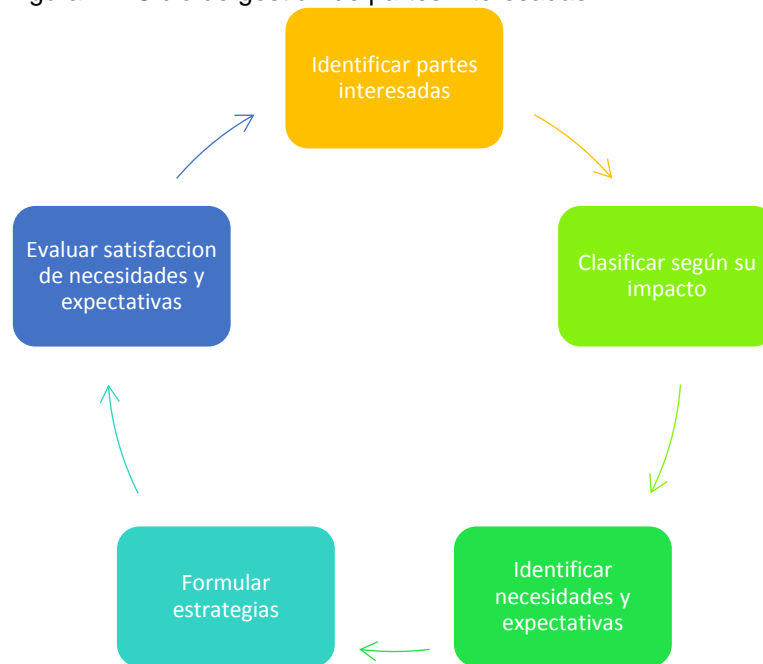 Identificar partes
interesadas
Clasificar según su
impacto
Identificar
necesidades y
expectativas
Formular
estrategias
Evaluar satisfaccion
de necesidades y
expectativas